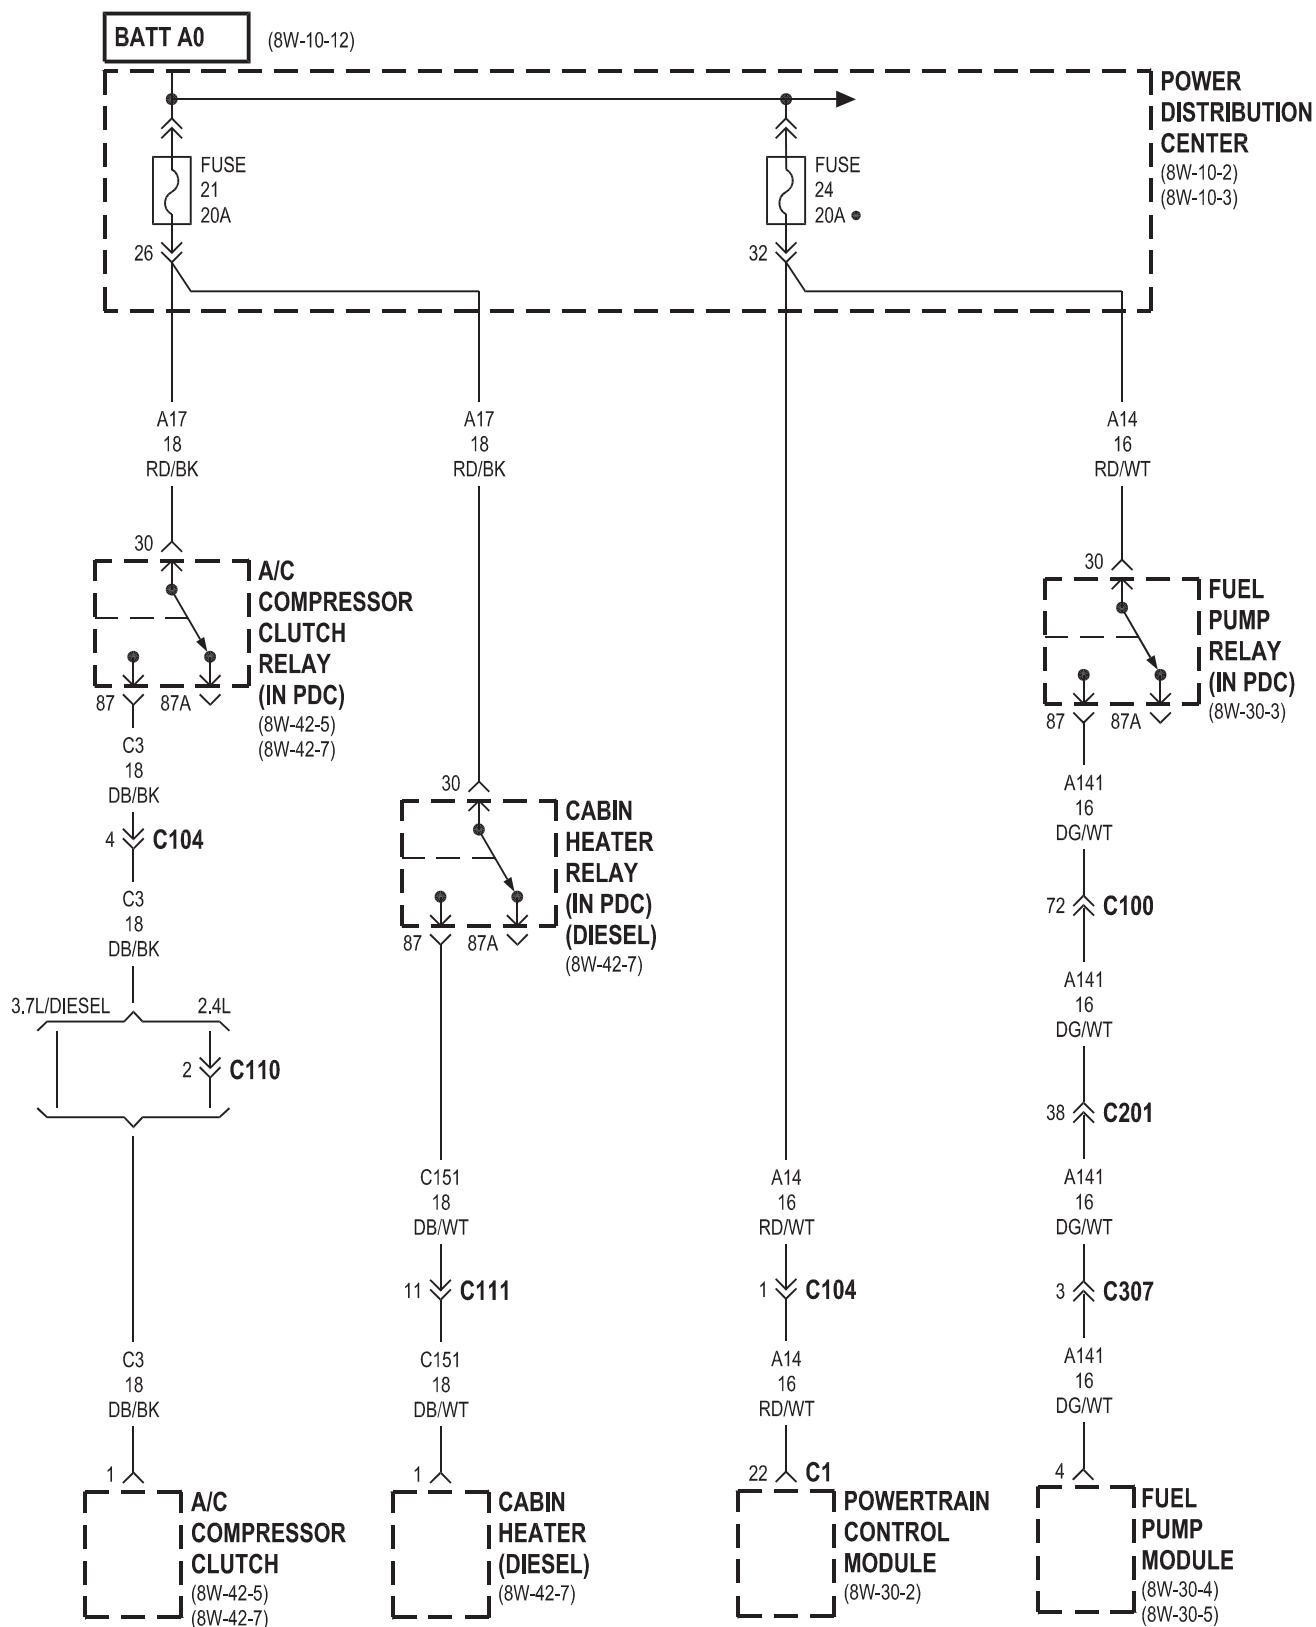 BATT A0
(8W-10-12)
POWER
DISTRIBUTION
CENTER
(8W-10-2)
(8W-10-3)
FUSE
21
20A
26
FUSE
24
20A
32
A17
18
RD/BK
A17
18
RD/BK
A14
16
RD/WT
30
A/C
COMPRESSOR
CLUTCH
RELAY
(IN PDC)
(8W-42-5)
(8W-42-7)
87
87A
30
FUEL
PUMP
RELAY
(IN PDC)
(8W-30-3)
87
87A
C3
18
DB/BK
4
C104
C3
18
DB/BK
3.7L/DIESEL
2.4L
2
C110
30
CABIN
HEATER
RELAY
(IN PDC)
(DIESEL)
(8W-42-7)
87
87A
A141
16
DG/WT
72
C100
A141
16
DG/WT
38
C201
C151
18
DB/WT
A14
16
RD/WT
A141
16
DG/WT
11
C111
1
C104
3
C307
C3
18
DB/BK
C151
18
DB/WT
A14
16
RD/WT
A141
16
DG/WT
1
A/C
COMPRESSOR
CLUTCH
(8W-42-5)
(8W-42-7)
1
CABIN
HEATER
(DIESEL)
(8W-42-7)
22
C1
POWERTRAIN
CONTROL
MODULE
(8W-30-2)
4
FUEL
PUMP
MODULE
(8W-30-4)
(8W-30-5)